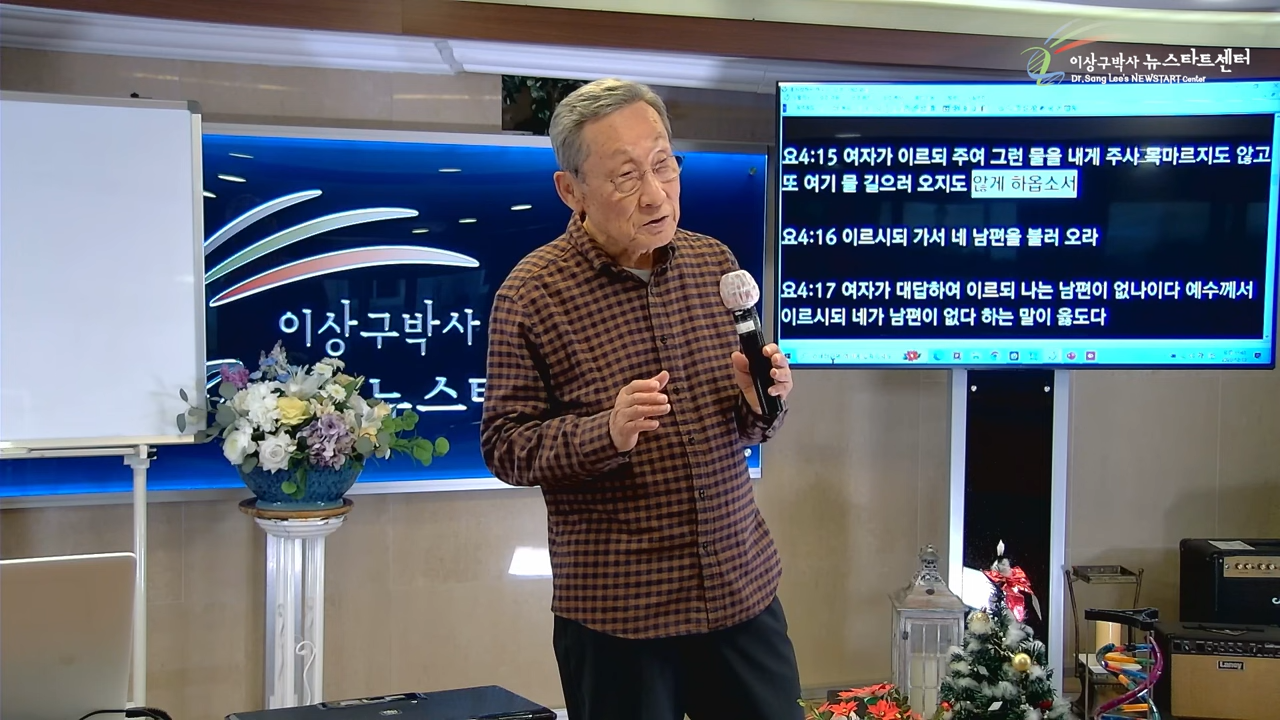 이상구박사 뉴스타트센터
Dr.Sang Lee's NEWSTART Center
요4:15 여자가 이르되 주여 그런 물을 내게 주사 목마르지도 않고
또 여기 물 길으러 오지도 않게 하옵소서
요4:16 이르시되 가서 네 남편을 불러 오라
요4:17 여자가 대답하여 이르되 나는 남편이 없나이다 예수께서
이르시되 네가 남편이 없다 하는 말이 옳도다
이상구박사
뉴스타
Laney